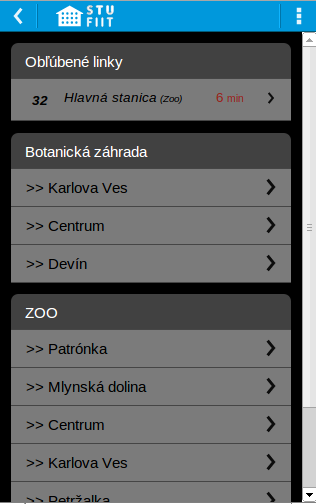 STU
FIIT
Obľúbené linky
32 Hlavná stanica (Zoo) 6 min
Botanická záhrada
>> Karlova Ves
>> Centrum
>> Devín
ZOO
>> Patrónka
>> Mlynská dolina
>> Centrum
>> Karlova Ves
>> Petržalka